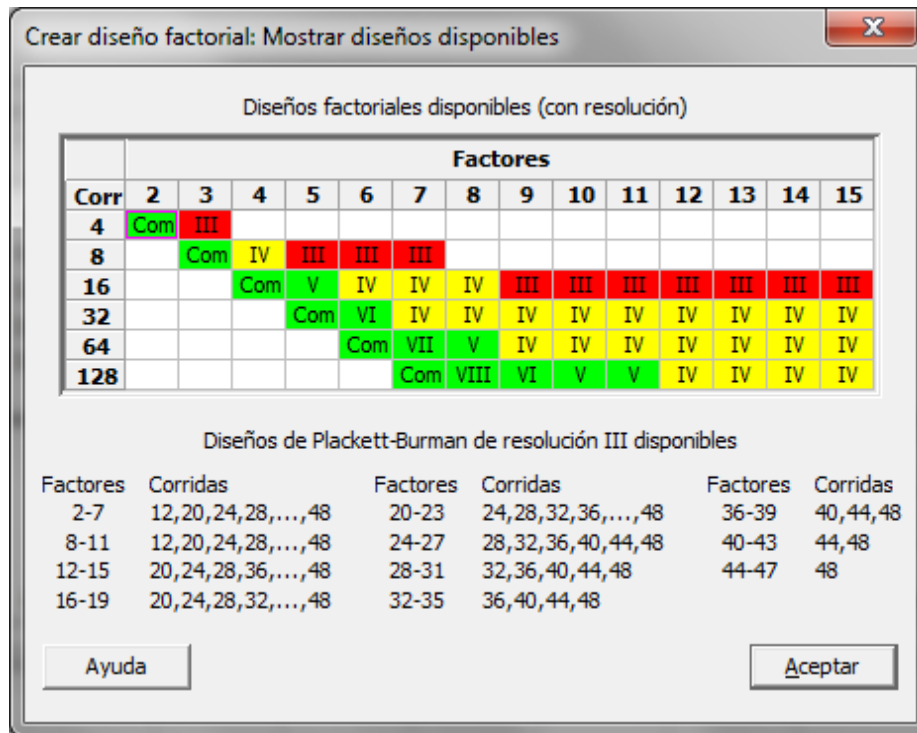 Crear diseño factorial: Mostrar diseños disponibles
Diseños factoriales disponibles (con resolución)
Factores
Corr 2 3 4 5 6 7 8 9 10 11 12 13 14 15
4 Com III
8 Com IV III III III
16 Com V IV IV IV III III III III III III III
32 Com VI IV IV IV IV IV IV IV IV IV
64 Com VII V IV IV IV IV IV IV IV
128 Com VIII VI V V IV IV IV IV
Diseños de Plackett-Burman de resolución III disponibles
Factores Corridas Factores Corridas Factores Corridas
2-7 12,20,24,28,...,48 20-23 24,28,32,36,...,48 36-39 40,44,48
8-11 12,20,24,28,...,48 24-27 28,32,36,40,44,48 40-43 44,48
12-15 20,24,28,36,...,48 28-31 32,36,40,44,48 44-47 48
16-19 20,24,28,32,...,48 32-35 36,40,44,48
Ayuda Aceptar